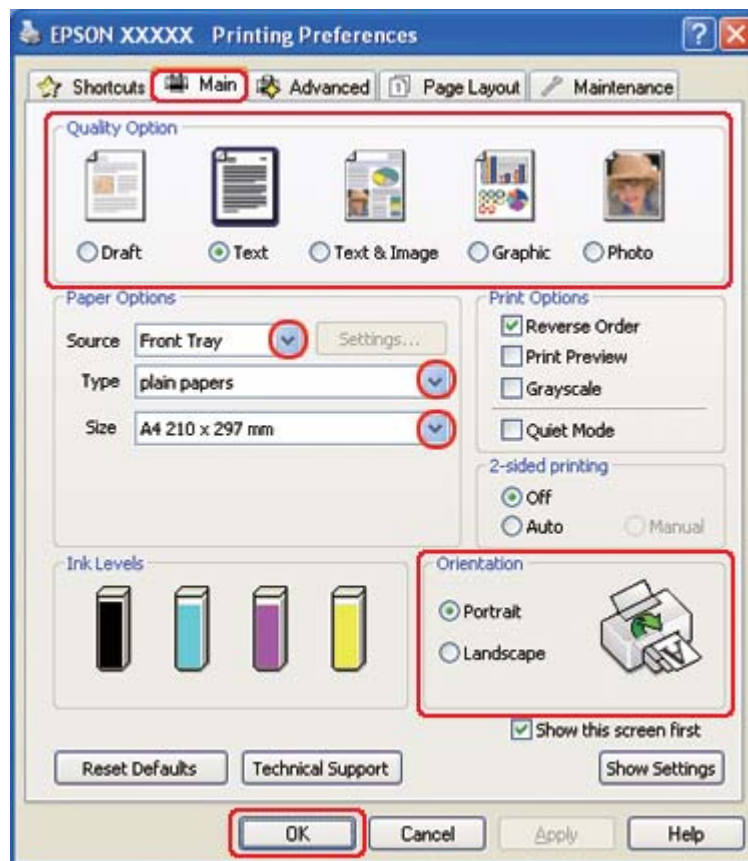 EPSON XXXXX Printing Preferences
Shortcuts Main Advanced Page Layout Maintenance
Quality Option
Draft Text Text & Image Graphic Photo
Paper Options
Source Front Tray Settings...
Type plain papers
Size A4 210 x 297 mm
Print Options
Reverse Order
Print Preview
Grayscale
Quiet Mode
2-sided printing
Off
Auto Manual
Ink Levels
Orientation
Portrait
Landscape
Show this screen first
Reset Defaults Technical Support Show Settings
OK Cancel Apply Help